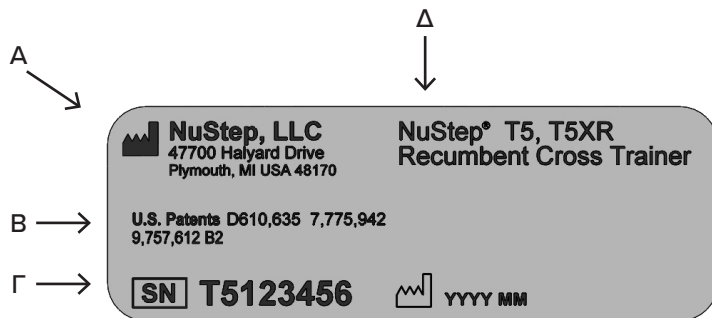 Δ
A
NuStep, LLC
47700 Halyard Drive
Plymouth, MI USA 48170
NuStep® T5, T5XR
Recumbent Cross Trainer
B
U.S. Patents D610,635 7,775,942
9,757,612 B2
Γ
SN T5123456
YYYY MM